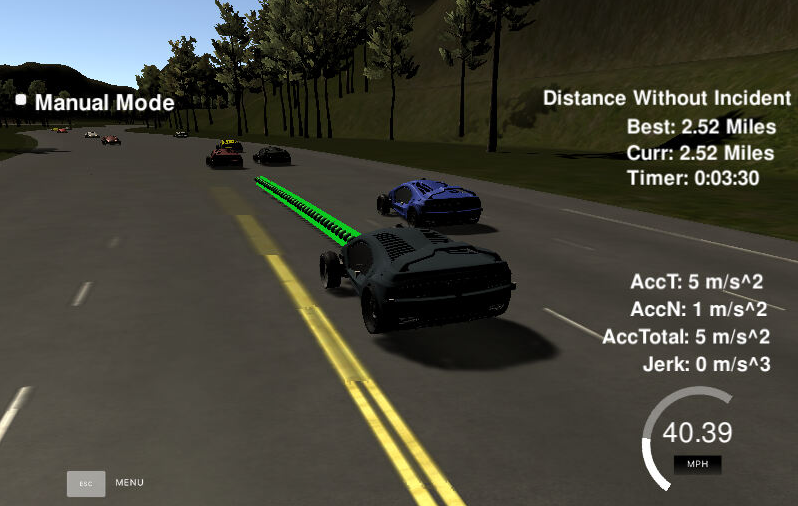 Manual Mode
Distance Without Incident
Best: 2.52 Miles
Curr: 2.52 Miles
Timer: 0:03:30
AccT: 5 m/s^2
AccN: 1 m/s^2
AccTotal: 5 m/s^2
Jerk: 0 m/s^3
40.39
MPH
ESC MENU